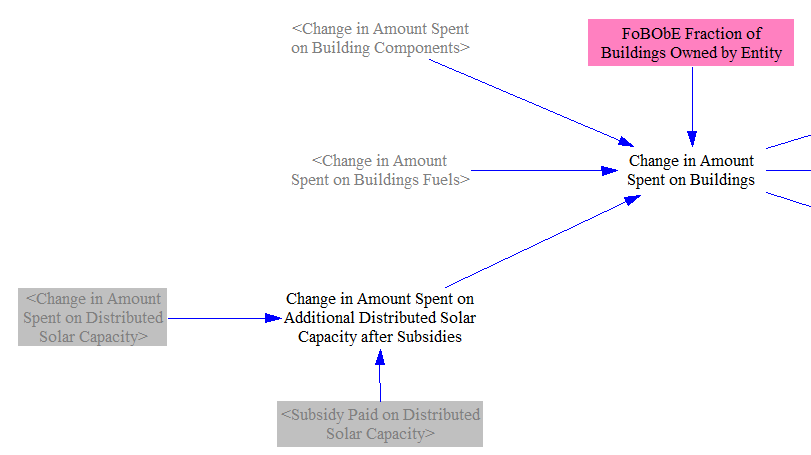 <Change in Amount Spent
on Building Components>
FoBObE Fraction of
Buildings Owned by Entity
<Change in Amount
Spent on Buildings Fuels>
Change in Amount
Spent on Buildings
<Change in Amount
Spent on Distributed
Solar Capacity>
Change in Amount Spent on
Additional Distributed Solar
Capacity after Subsidies
<Subsidy Paid on Distributed
Solar Capacity>